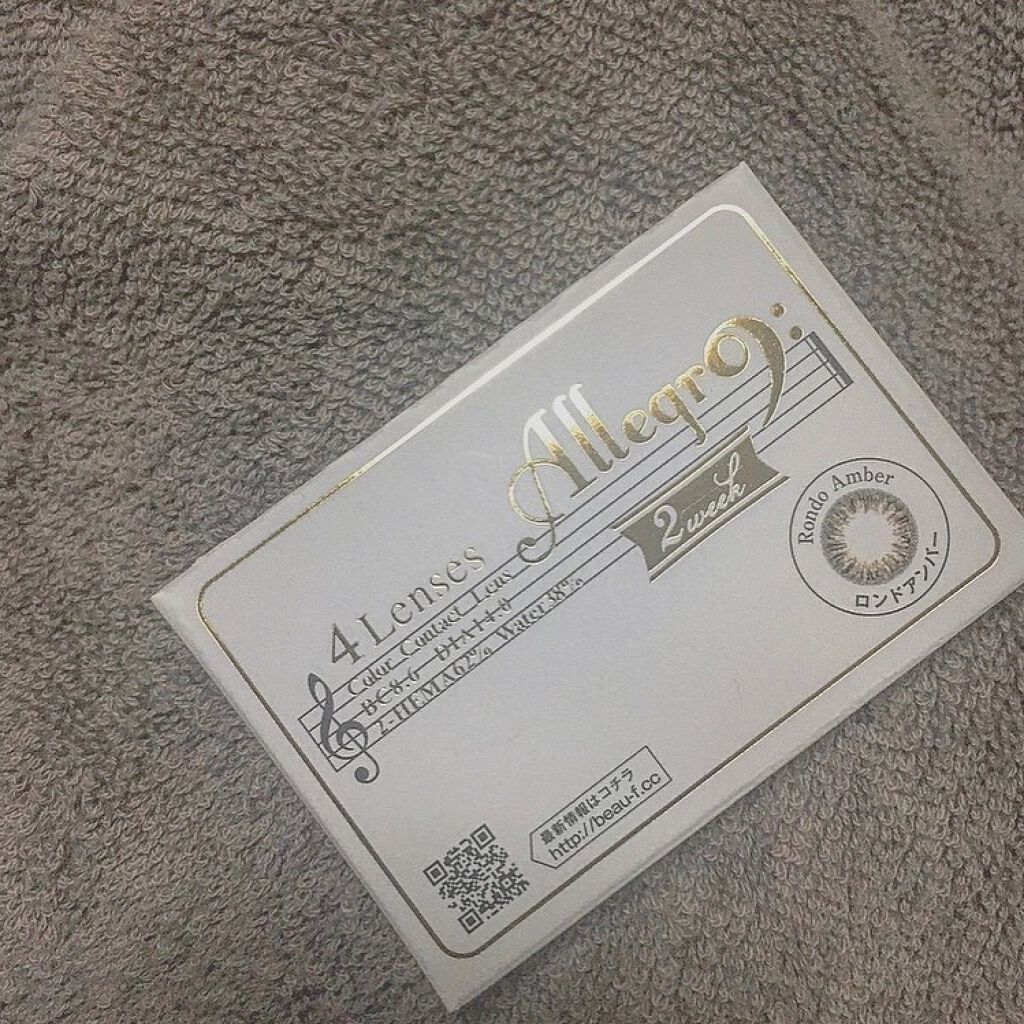 Allegro
2week
4 Lenses
Color Contact Lens
BC8.6 DIA14.0
2-HEMA62% Water38%
Rondo Amber
ロンドアンバー
最新情報はコチラ
http://beau-f.cc